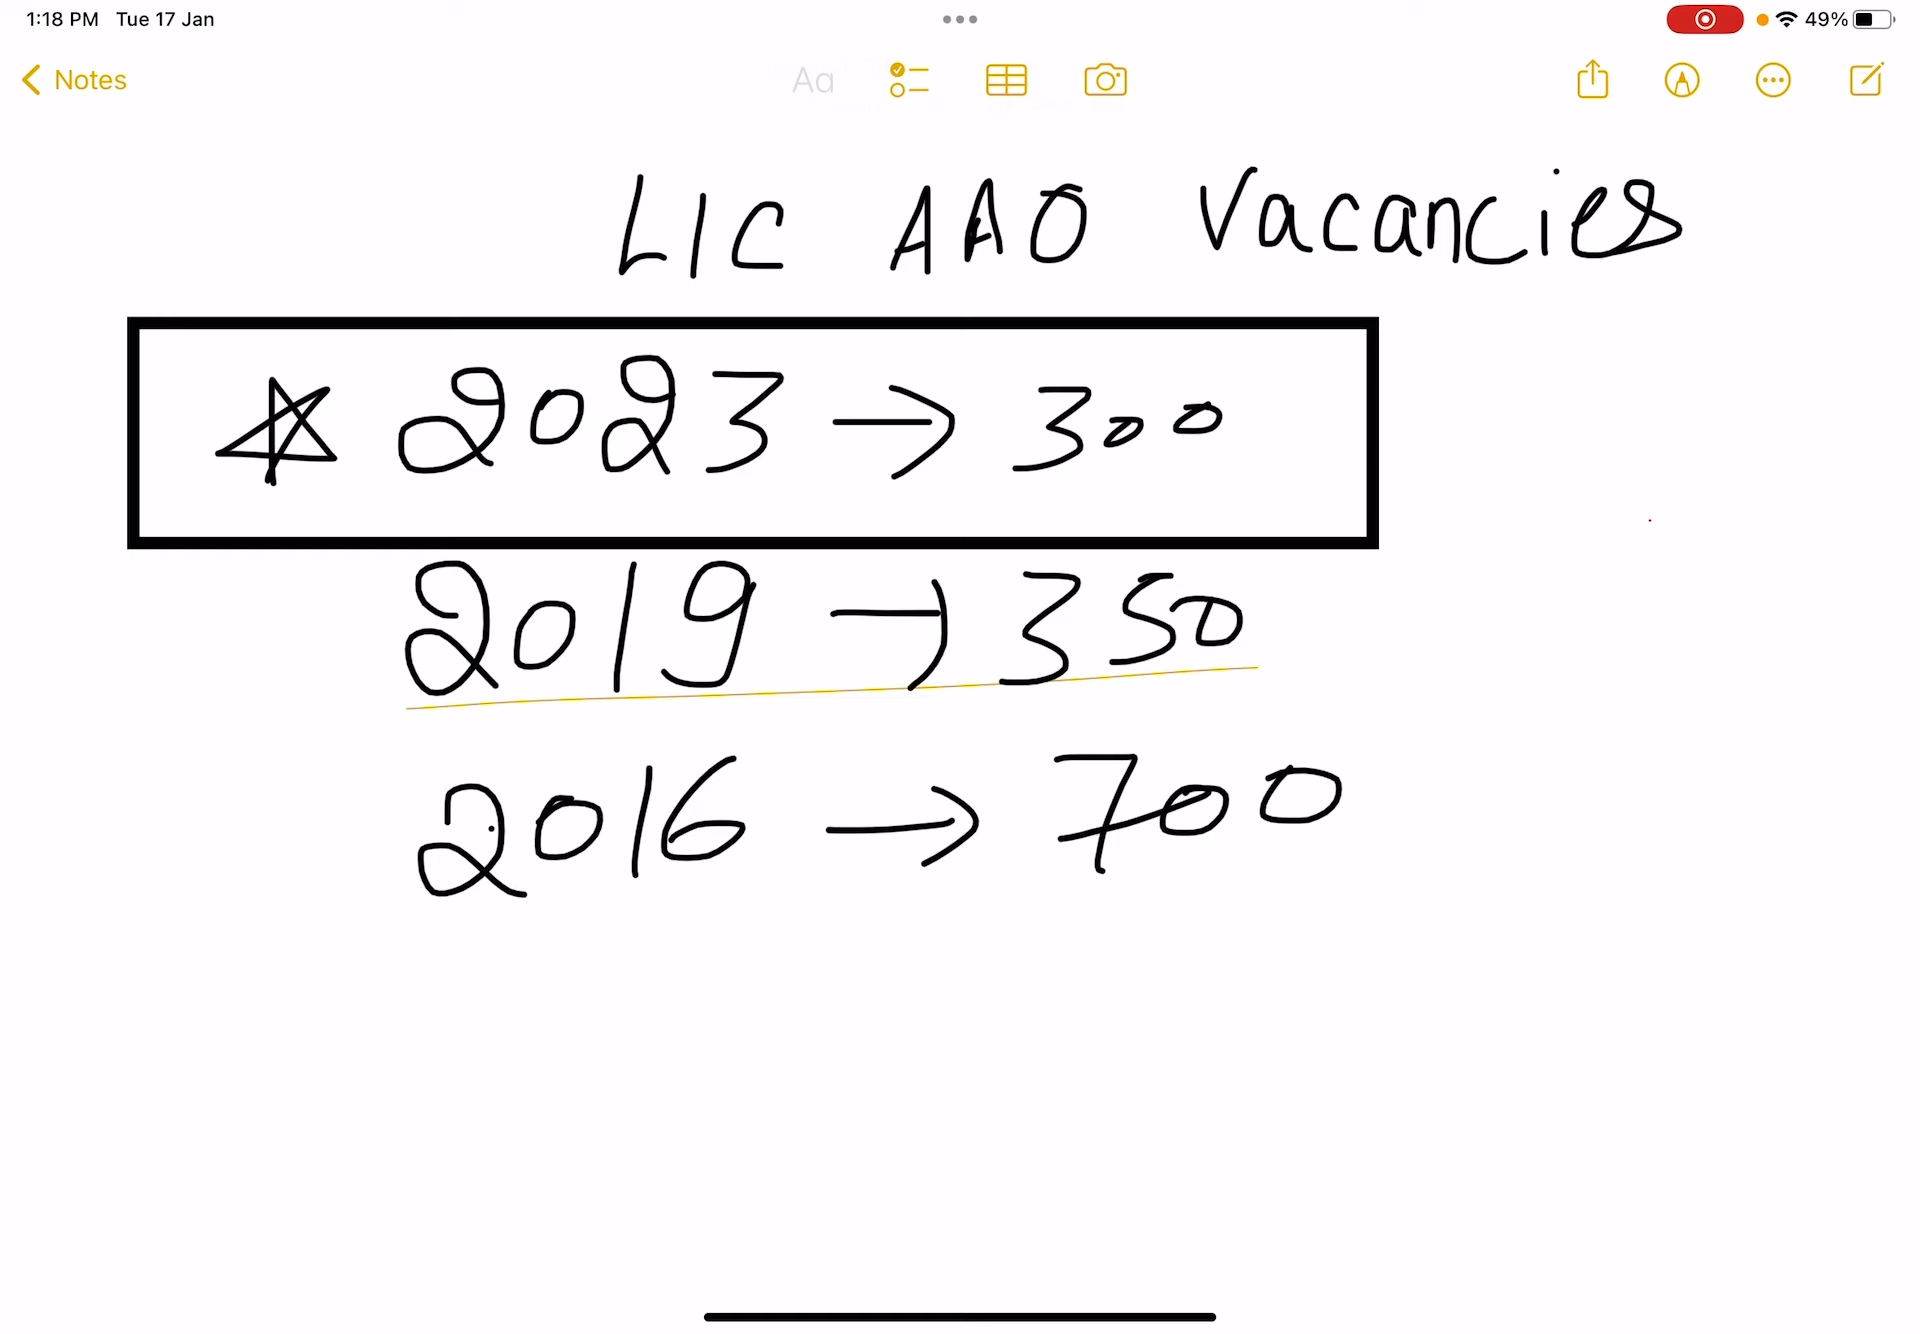 1:18 PM Tue 17 Jan 49%
Notes Aa
LIC AAO Vacancies
2023 → 300
2019 → 350
2016 → 700